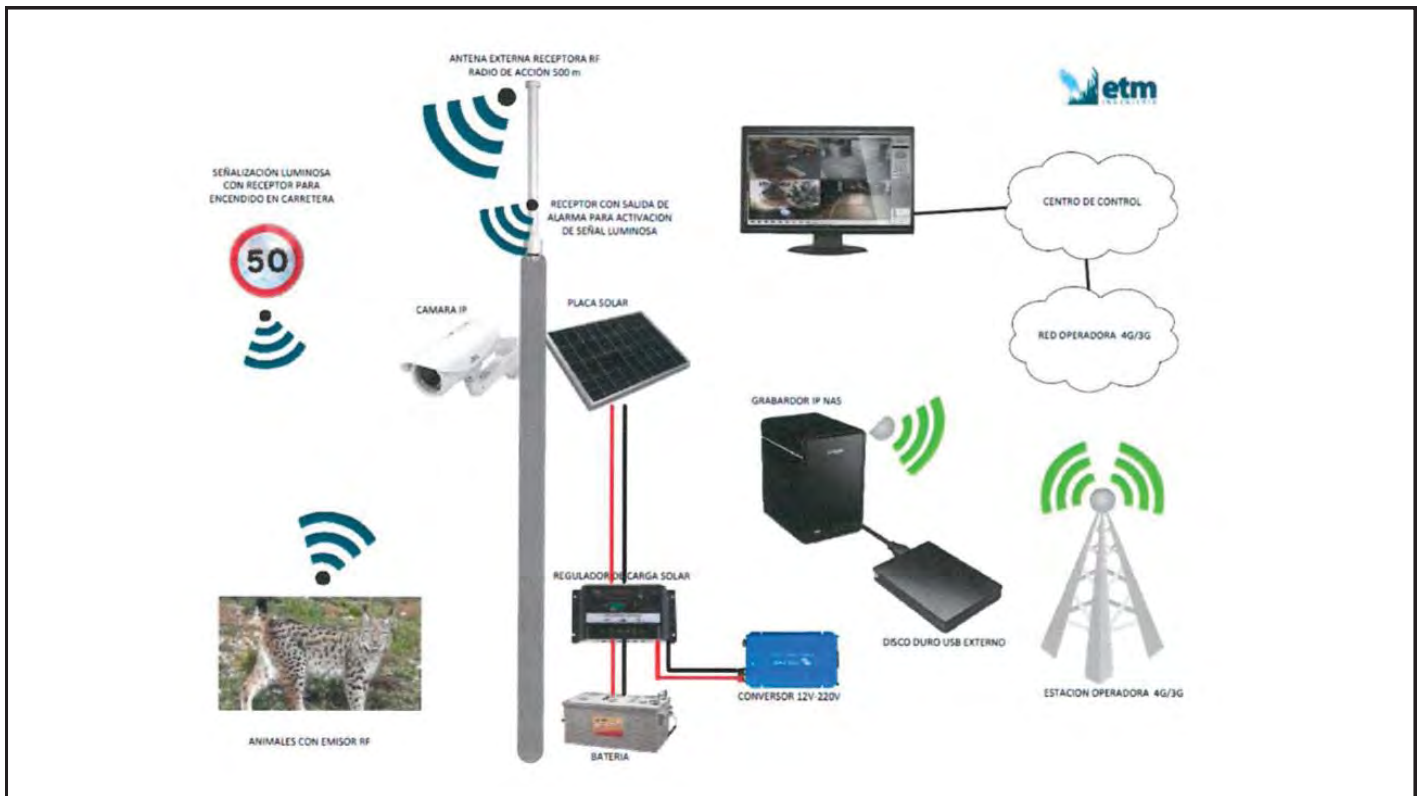 ANTENA EXTERNA RECEPTORA RF
RADIO DE ACCIÓN 500 m
etm
INGENIERIA
SEÑALIZACIÓN LUMINOSA
CON RECEPTOR PARA
ENCENDIDO EN CARRETERA
50
RECEPTOR CON SALIDA DE
ALARMA PARA ACTIVACION
DE SEÑAL LUMINOSA
CENTRO DE CONTROL
CAMARA IP
PLACA SOLAR
RED OPERADORA 4G/3G
GRABARDOR IP NAS
REGULADOR DE CARGA SOLAR
DISCO DURO USB EXTERNO
CONVERSOR 12V-220V
ESTACION OPERADORA 4G/3G
ANIMALES CON EMISOR RF
BATERIA